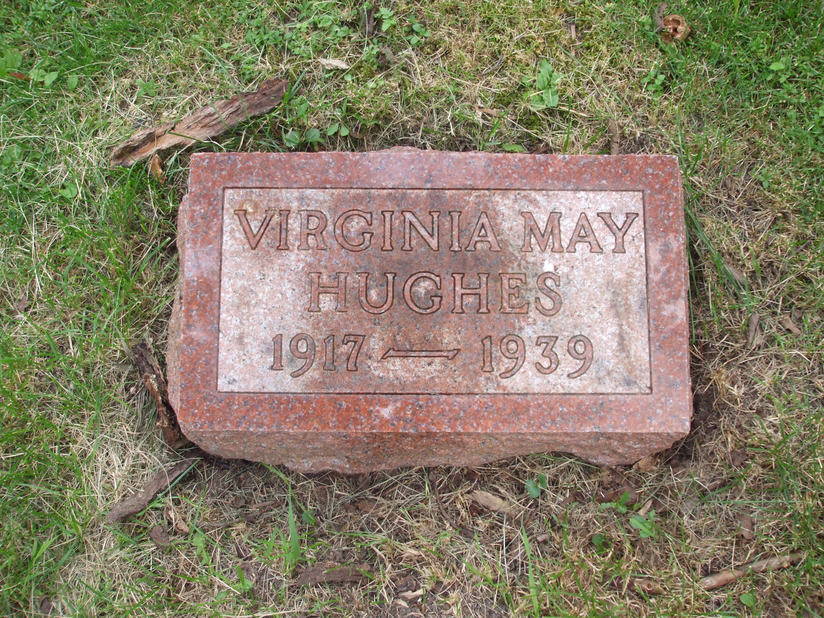 VIRGINIA MAY
HUGHES
1917 — 1939